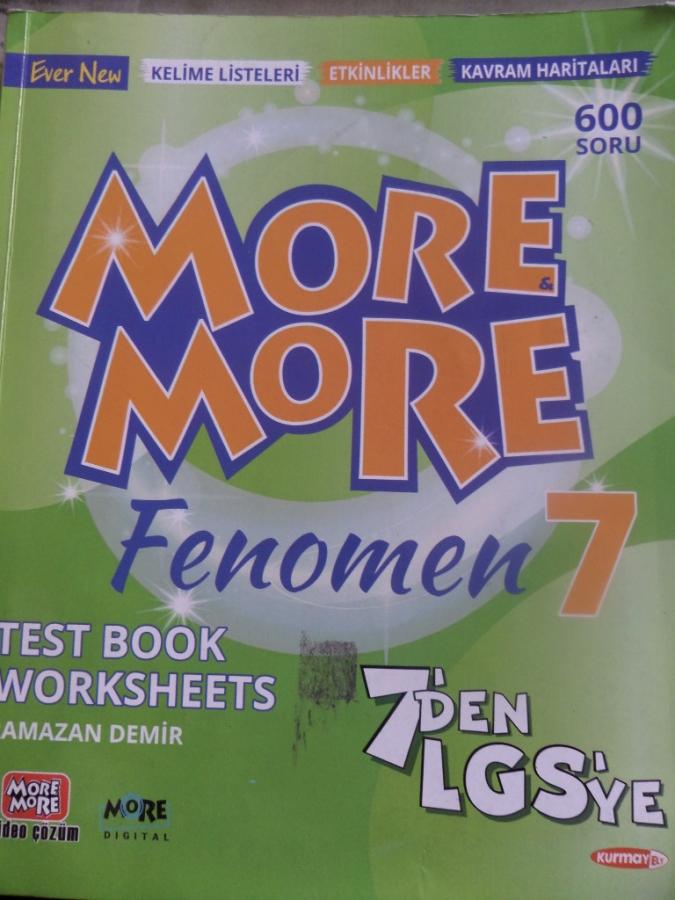 Ever New
KELİME LİSTELERİ
ETKİNLİKLER
KAVRAM HARİTALARI
600
SORU
MORE &
MORE
Fenomen 7
TEST BOOK
WORKSHEETS
AMAZAN DEMİR
7'DEN
LGS'YE
MORE
MORE
ideo çözüm
MORE
DIGITAL
kurmay